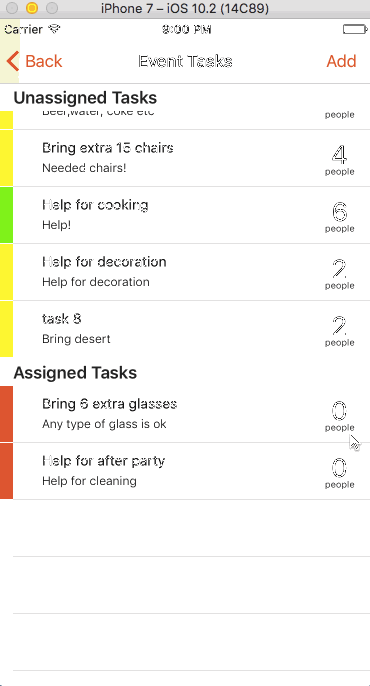 iPhone 7 – iOS 10.2 (14C89)
Carrier 9:00 PM
Back Event Tasks Add
Unassigned Tasks
Beer,water, coke etc people
Bring extra 15 chairs 4
Needed chairs! people
Help for cooking 6
Help! people
Help for decoration 2
Help for decoration people
task 8 2
Bring desert people
Assigned Tasks
Bring 6 extra glasses 0
Any type of glass is ok people
Help for after party 0
Help for cleaning people